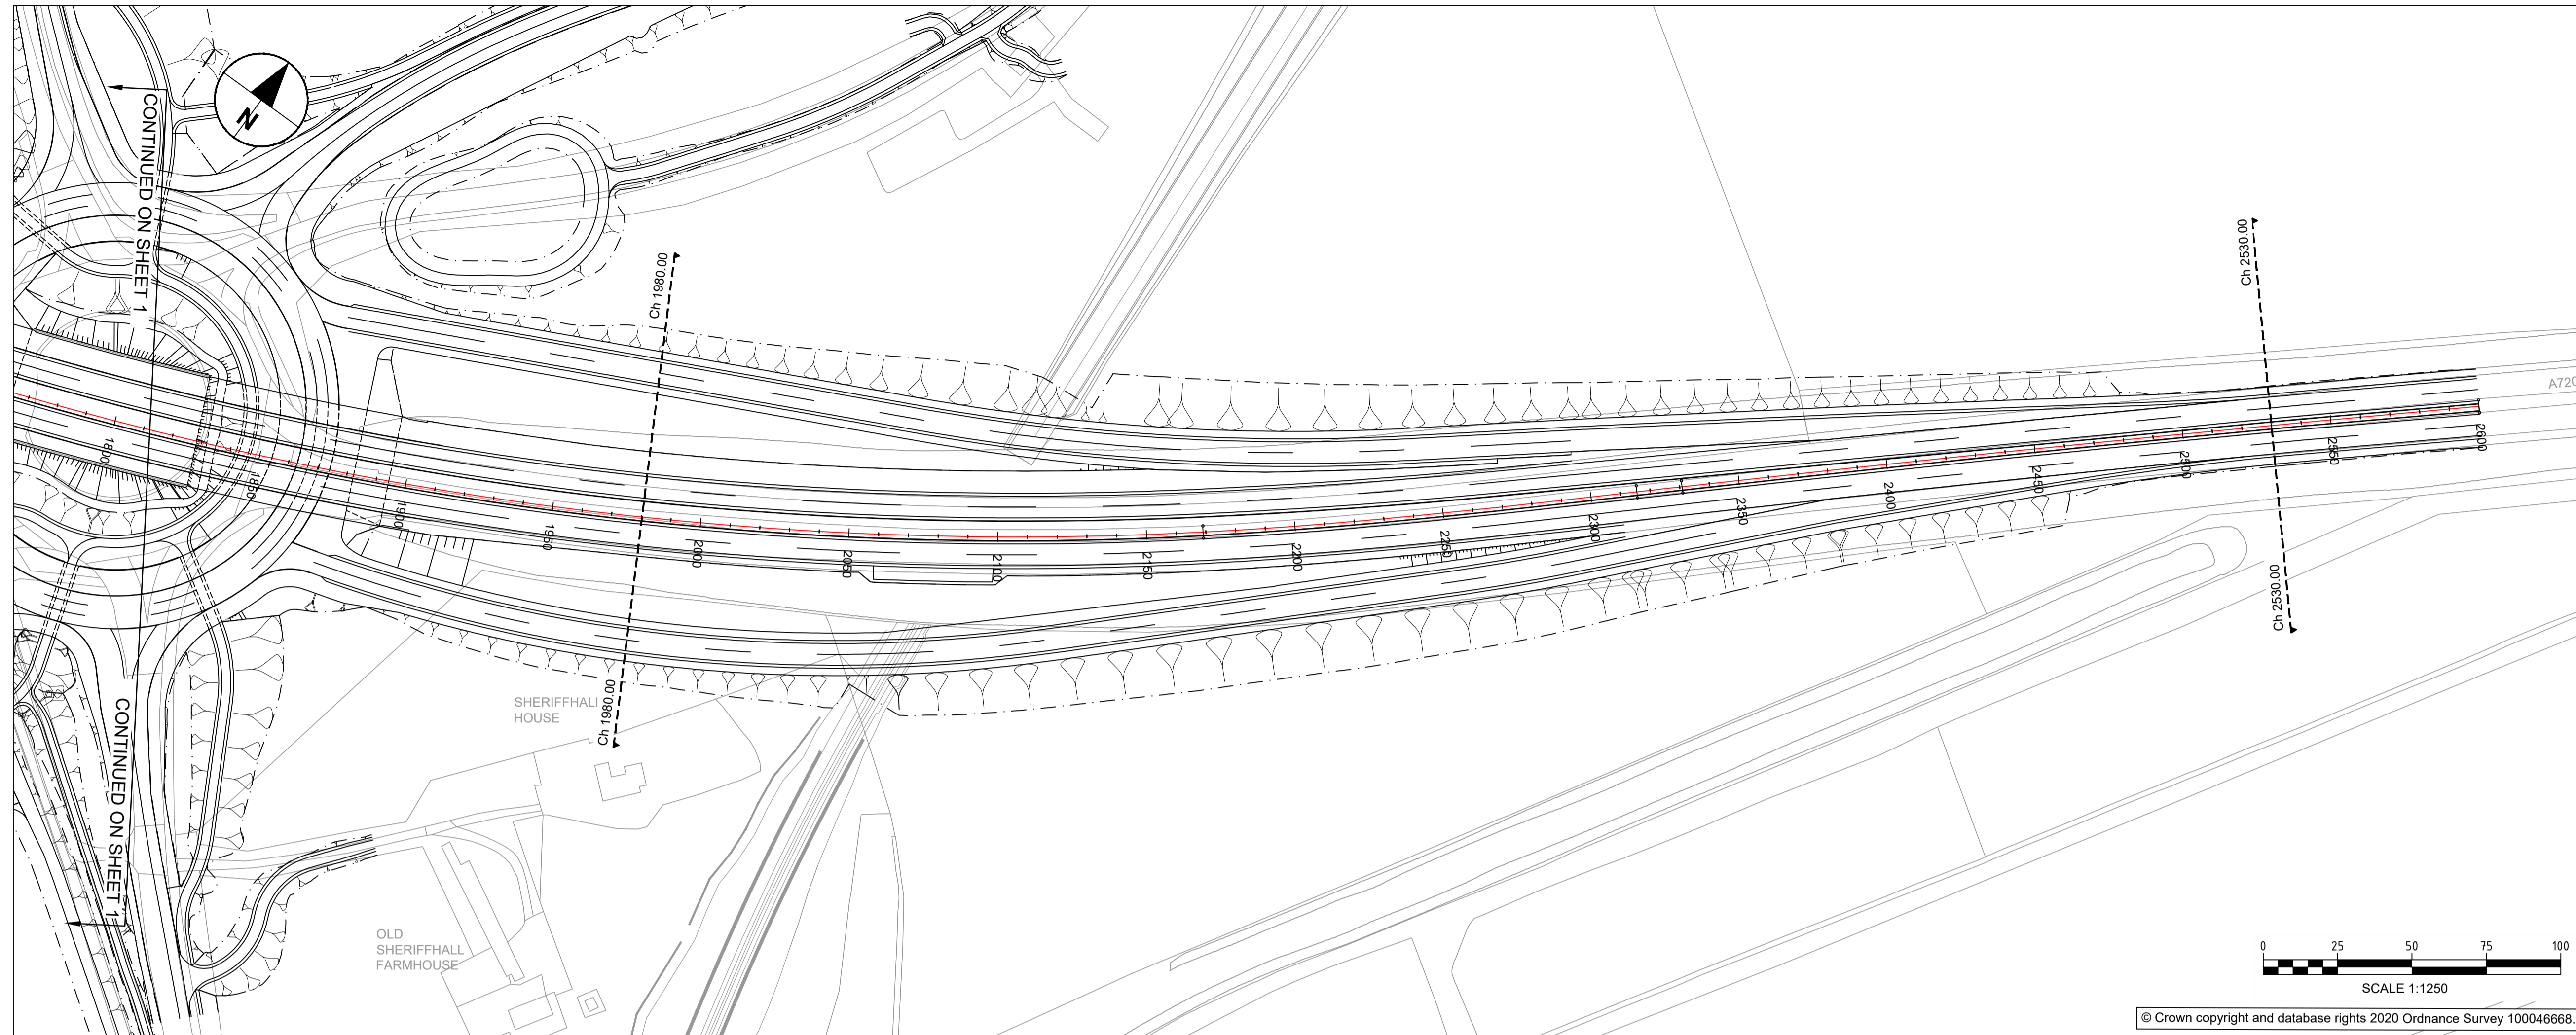 CONTINUED ON SHEET 1
N
Ch 1980.00
Ch 2530.00
A720
1800
1850
1900
1950
2000
2050
2100
2150
2200
2250
2300
2350
2400
2450
2500
2550
2600
Ch 1980.00
Ch 2530.00
SHERIFFHALL
HOUSE
CONTINUED ON SHEET 1
OLD
SHERIFFHALL
FARMHOUSE
0 25 50 75 100
SCALE 1:1250
© Crown copyright and database rights 2020 Ordnance Survey 100046668.